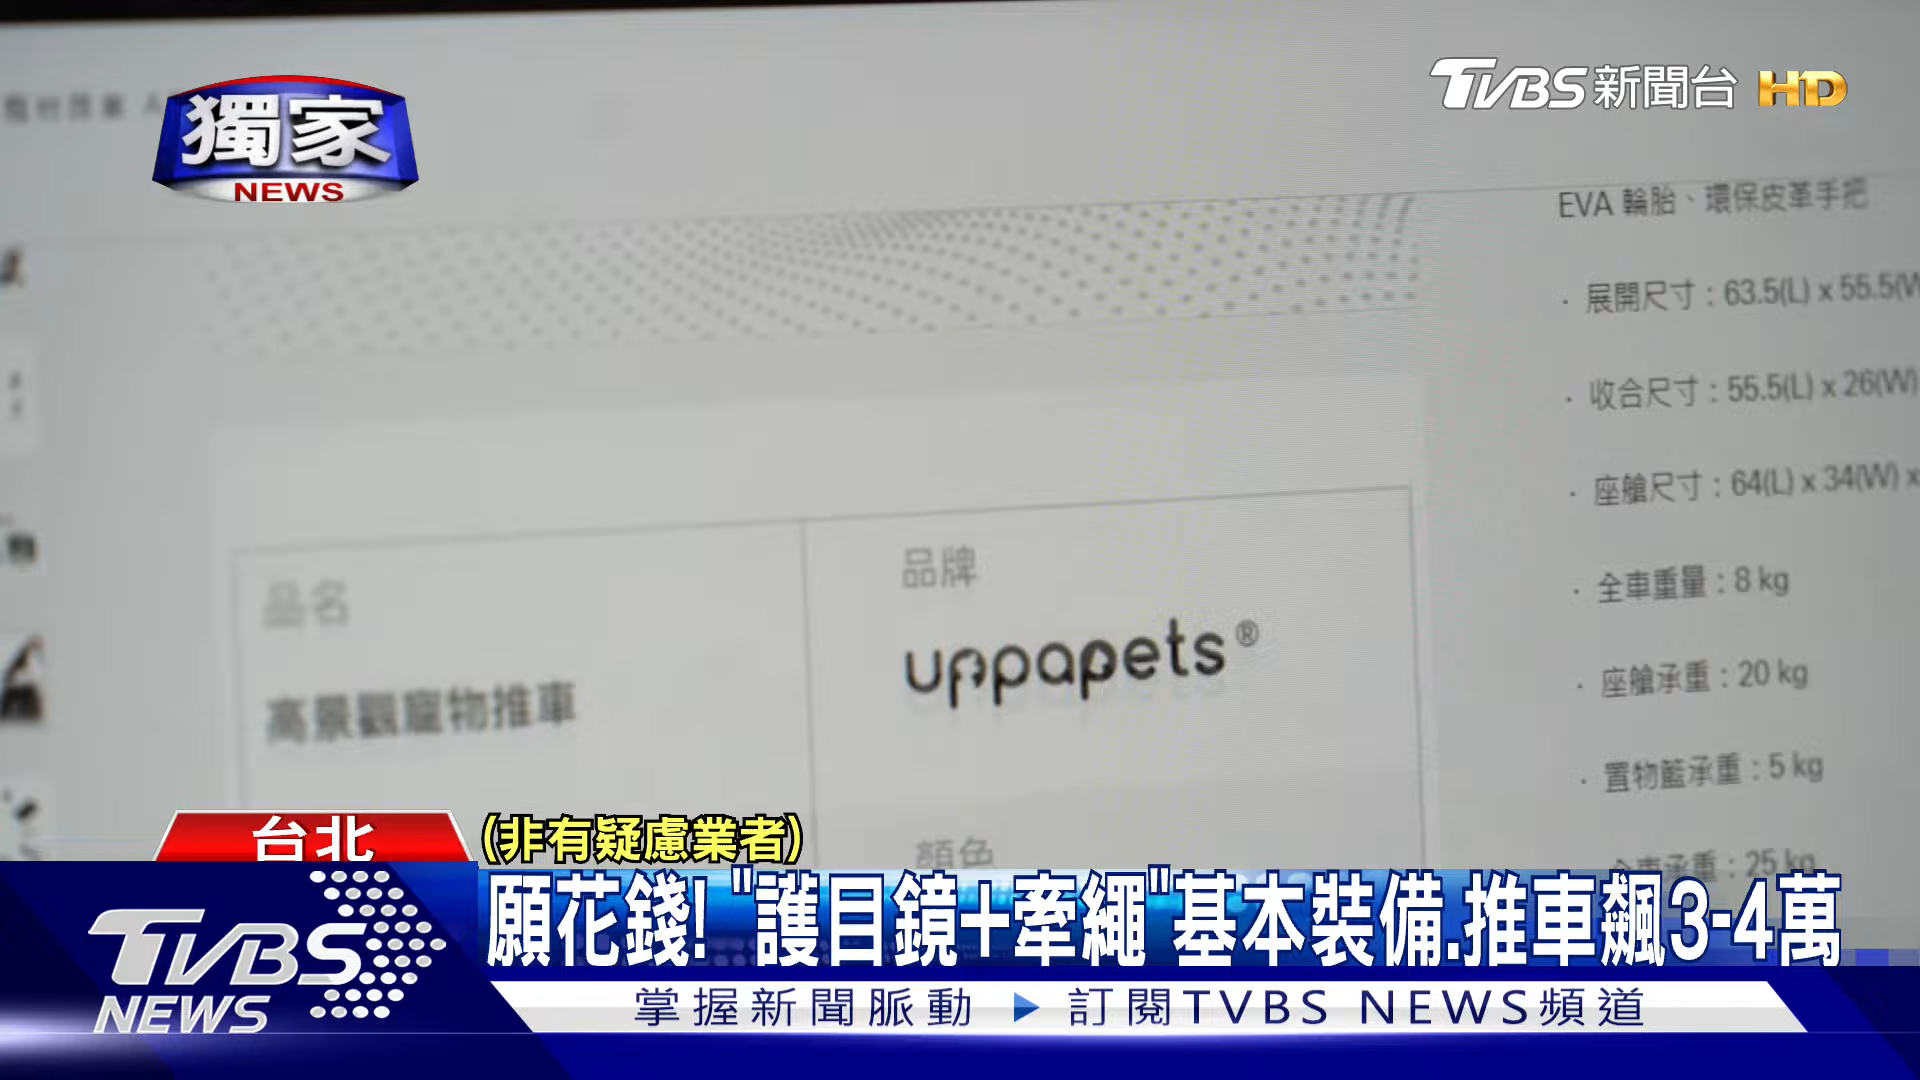 獨家
NEWS
TVBS新聞台 HD
EVA 輪胎、環保皮革手把
· 展開尺寸：63.5(L) x 55.5(W
· 收合尺寸：55.5(L) x 26(W)
· 座艙尺寸：64(L) x 34(W) x
· 全車重量：8 kg
· 座艙承重：20 kg
· 置物籃承重：5 kg
· 全車承重：25 kg
品名
高景觀寵物推車
品牌
uppapets®
顏色
台北
(非有疑慮業者)
願花錢! "護目鏡+牽繩"基本裝備.推車飆3-4萬
TVBS
NEWS
掌握新聞脈動 ▶ 訂閱TVBS NEWS頻道